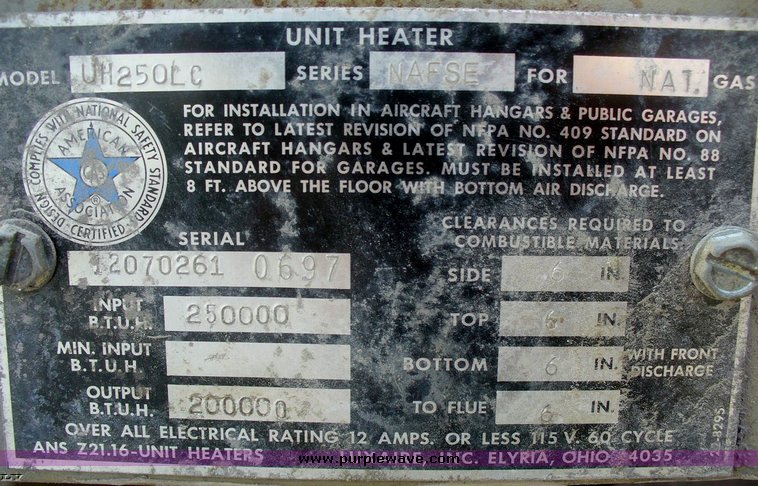 UNIT HEATER
MODEL UH250LC SERIES NAFSE FOR NAT. GAS
FOR INSTALLATION IN AIRCRAFT HANGARS & PUBLIC GARAGES,
REFER TO LATEST REVISION OF NFPA NO. 409 STANDARD ON
AIRCRAFT HANGARS & LATEST REVISION OF NFPA NO. 88
STANDARD FOR GARAGES. MUST BE INSTALLED AT LEAST
8 FT. ABOVE THE FLOOR WITH BOTTOM AIR DISCHARGE.
DESIGN COMPLIES WITH NATIONAL SAFETY STANDARD
AMERICAN GAS ASSOCIATION
®
CERTIFIED
SERIAL
12070261 0697
CLEARANCES REQUIRED TO
COMBUSTIBLE MATERIALS
SIDE 6 IN.
INPUT
B.T.U.H. 250000
TOP 6 IN.
MIN. INPUT
B.T.U.H.
BOTTOM 6 IN. WITH FRONT
DISCHARGE
OUTPUT
B.T.U.H. 200000
TO FLUE 6 IN.
OVER ALL ELECTRICAL RATING 12 AMPS. OR LESS 115 V. 60 CYCLE
ANS Z21.16-UNIT HEATERS INC. ELYRIA, OHIO 44035
www.purplewave.com